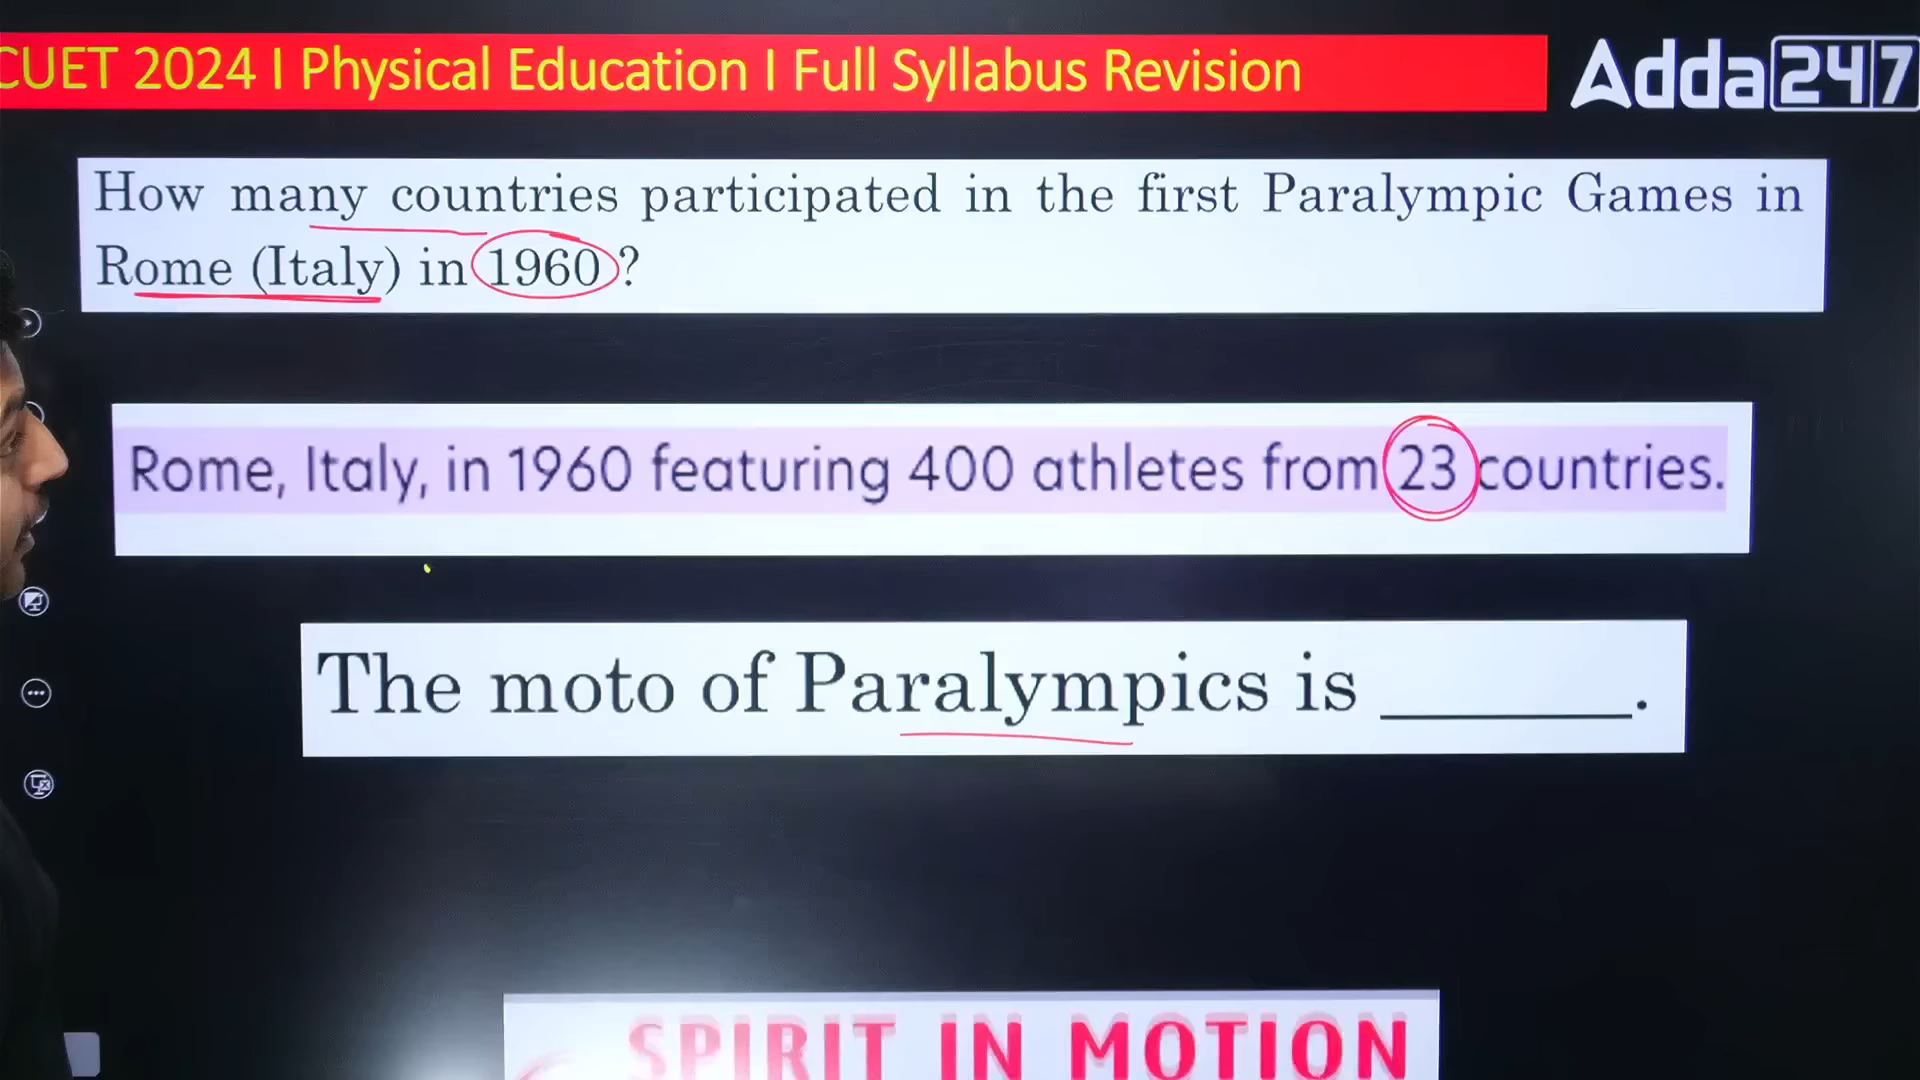 CUET 2024 I Physical Education I Full Syllabus Revision
Adda247
How many countries participated in the first Paralympic Games in
Rome (Italy) in 1960?
Rome, Italy, in 1960 featuring 400 athletes from 23 countries.
The moto of Paralympics is _______.
SPIRIT IN MOTION